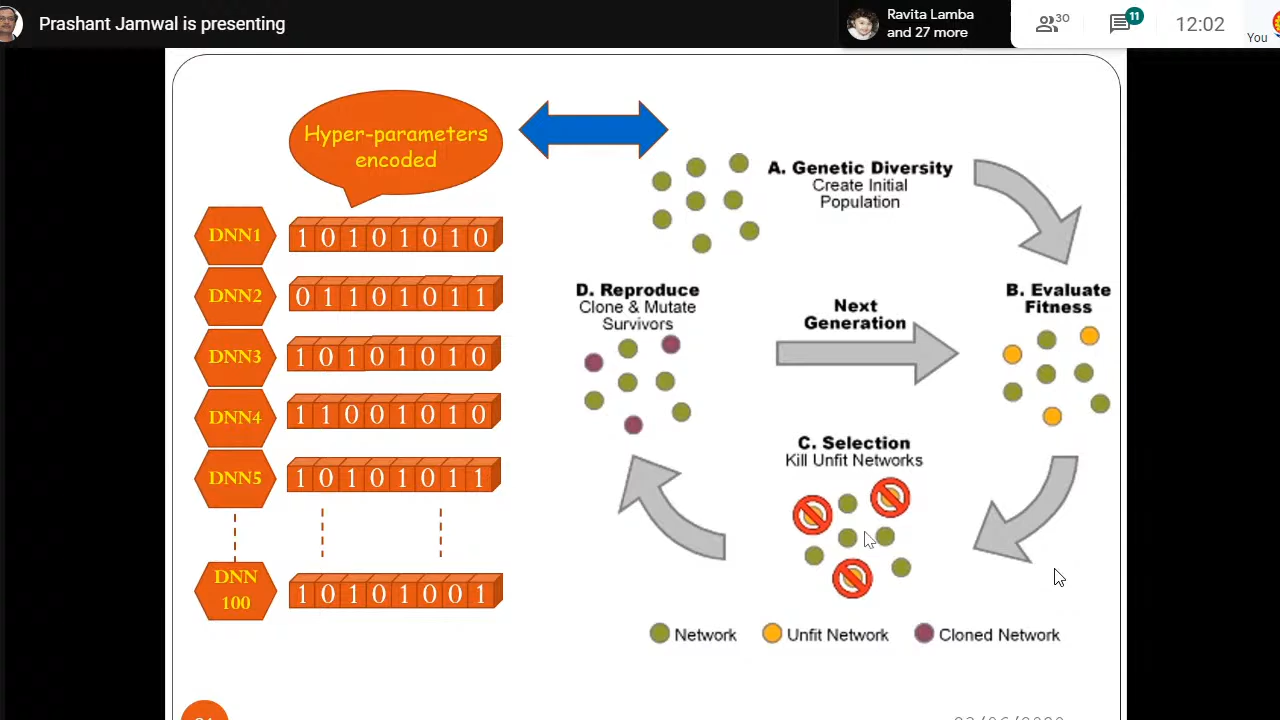 Prashant Jamwal is presenting
Ravita Lamba
and 27 more
30
11
12:02
You
Hyper-parameters
encoded
DNN1
1 0 1 0 1 0 1 0
DNN2
0 1 1 0 1 0 1 1
DNN3
1 0 1 0 1 0 1 0
DNN4
1 1 0 0 1 0 1 0
DNN5
1 0 1 0 1 0 1 1
DNN
100
1 0 1 0 1 0 0 1
A. Genetic Diversity
Create Initial
Population
B. Evaluate
Fitness
Next
Generation
D. Reproduce
Clone & Mutate
Survivors
C. Selection
Kill Unfit Networks
Network
Unfit Network
Cloned Network